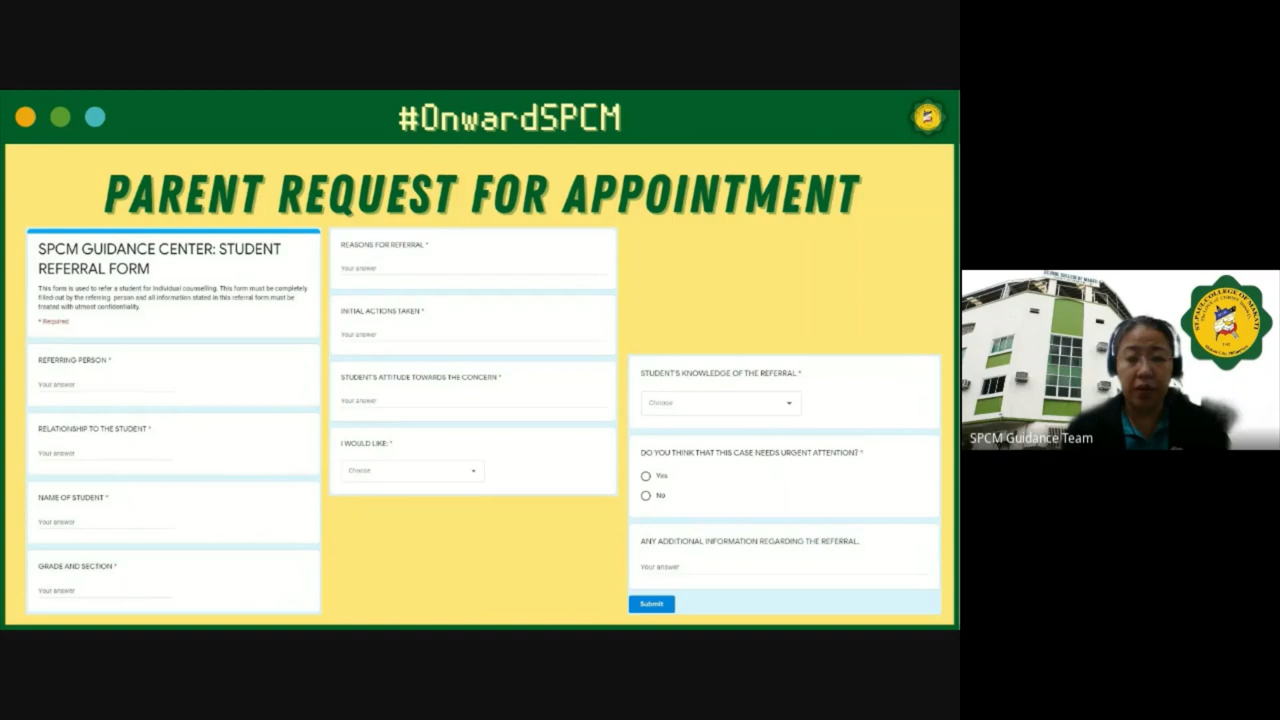 #OnwardSPCM
PARENT REQUEST FOR APPOINTMENT
SPCM GUIDANCE CENTER: STUDENT
REFERRAL FORM
This form is used to refer a student for individual counselling. This form must be completely
filled-out by the referring person and all information stated in this referral form must be
treated with utmost confidentiality.
* Required
REFERRING PERSON *
Your answer
RELATIONSHIP TO THE STUDENT *
Your answer
NAME OF STUDENT *
Your answer
GRADE AND SECTION *
Your answer
REASONS FOR REFERRAL *
Your answer
INITIAL ACTIONS TAKEN *
Your answer
STUDENT'S ATTITUDE TOWARDS THE CONCERN *
Your answer
I WOULD LIKE: *
Choose
STUDENT'S KNOWLEDGE OF THE REFERRAL *
Choose
DO YOU THINK THAT THIS CASE NEEDS URGENT ATTENTION? *
Yes
No
ANY ADDITIONAL INFORMATION REGARDING THE REFERRAL.
Your answer
Submit
ST. PAUL COLLEGE OF MAKATI
SPCM Guidance Team